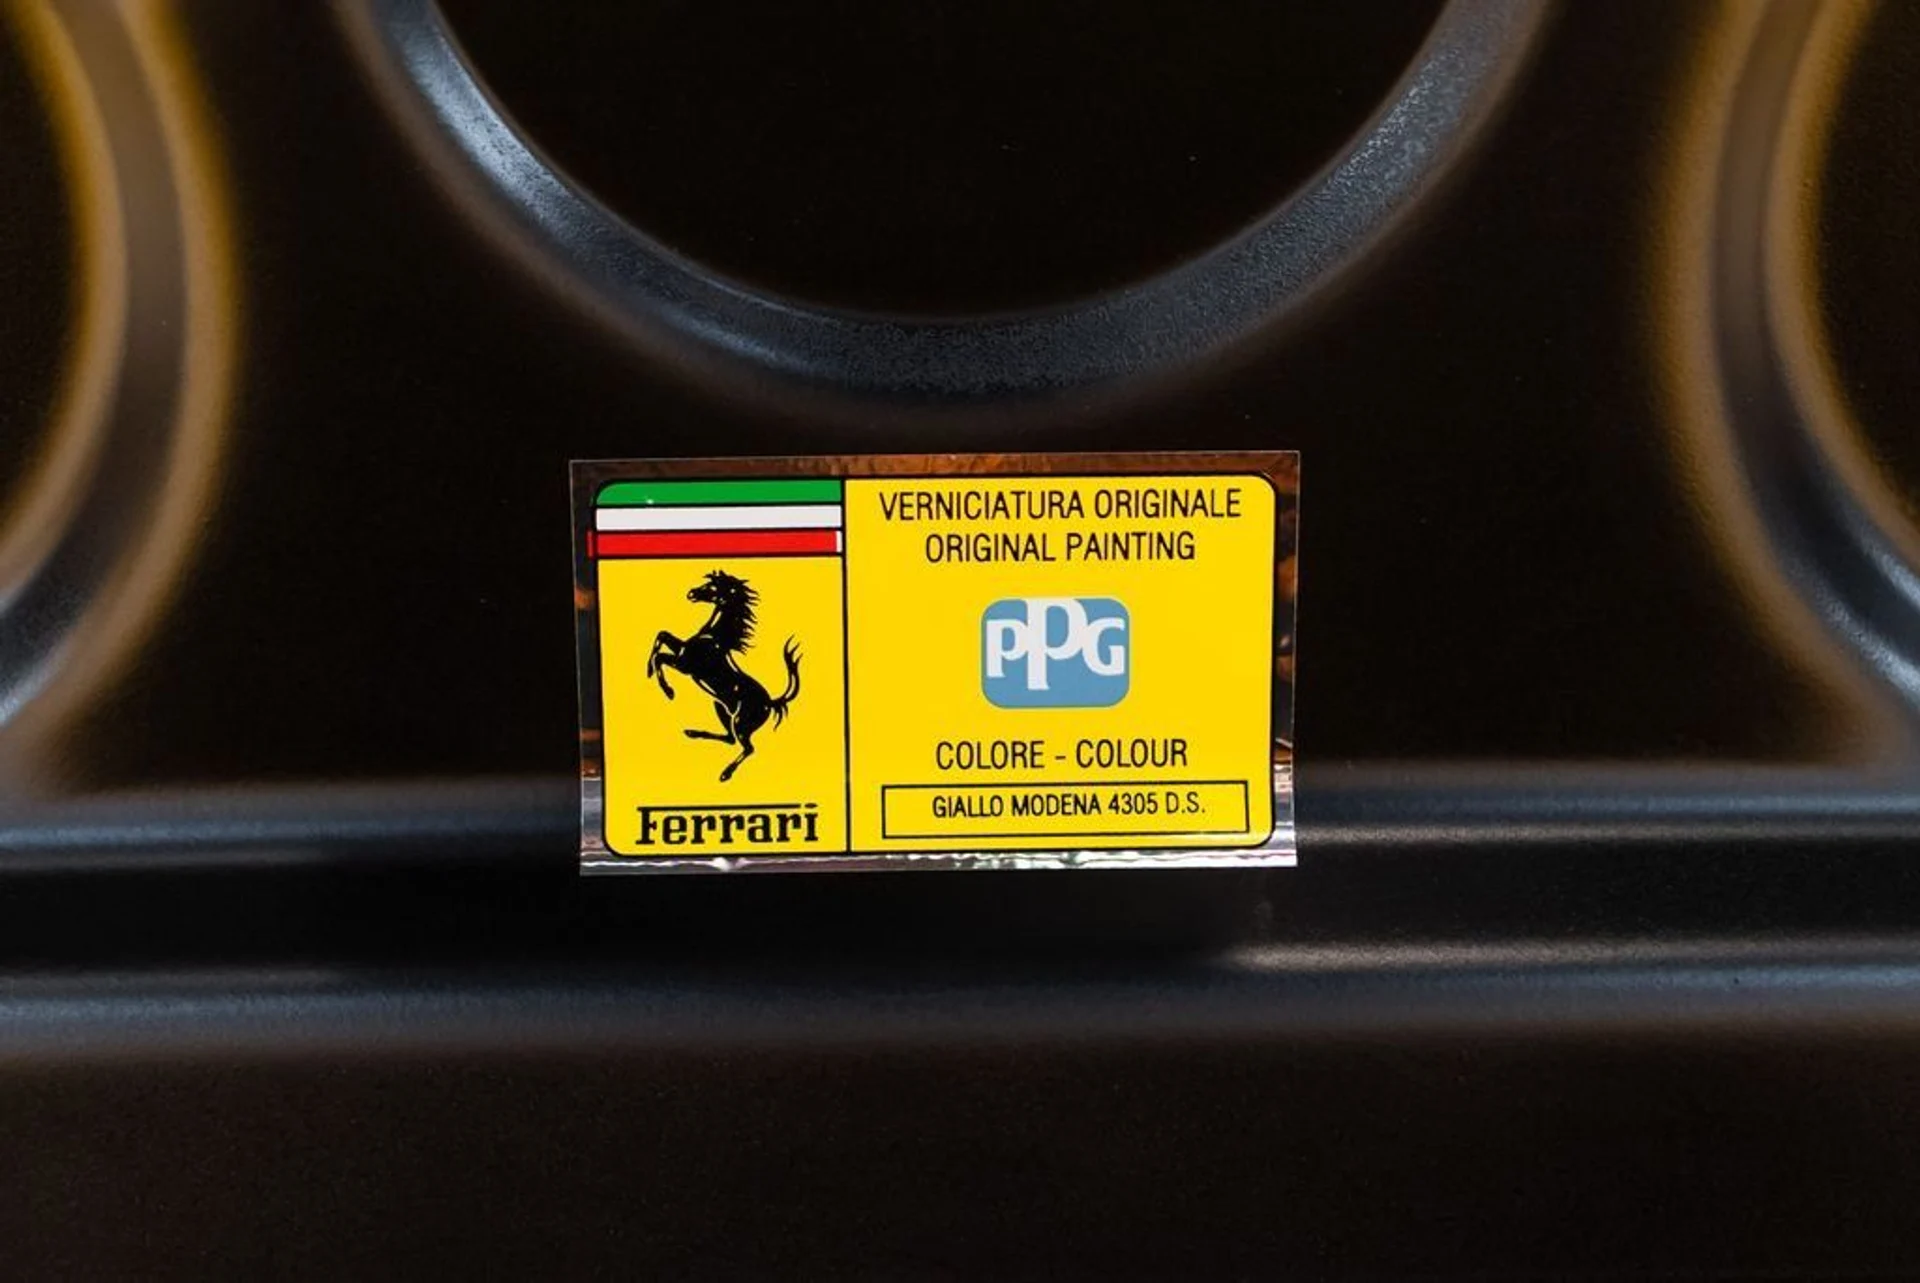 Ferrari
VERNICIATURA ORIGINALE
ORIGINAL PAINTING
PPG
COLORE - COLOUR
GIALLO MODENA 4305 D.S.